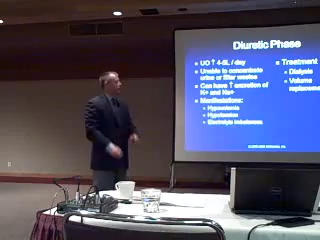 Diuretic Phase
UO ↑ 4-5L / day
Unable to concentrate
urine or filter wastes
Can have ↑ excretion of
K+ and Na+
Manifestations:
Hypovolemia
Hypotension
Electrolyte imbalances
Treatment
Dialysis
Volume
replaceme